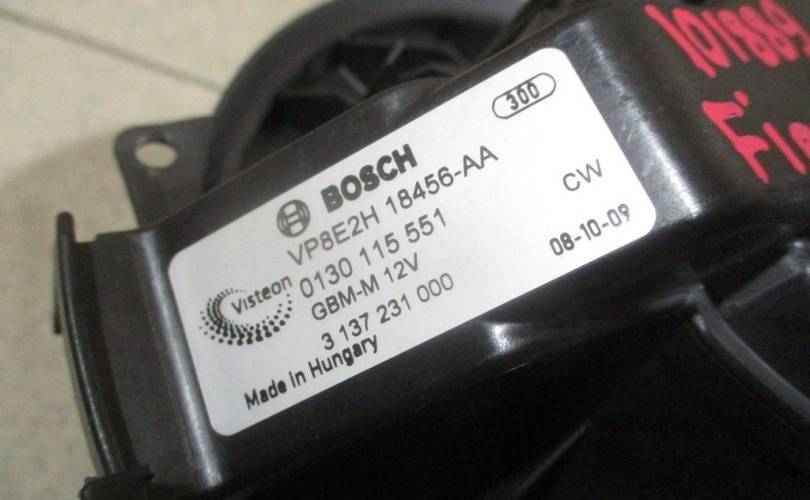 300
BOSCH
VP8E2H 18456-AA
CW
Visteon
0130 115 551
08-10-09
GBM-M 12V
3 137 231 000
Made in Hungary